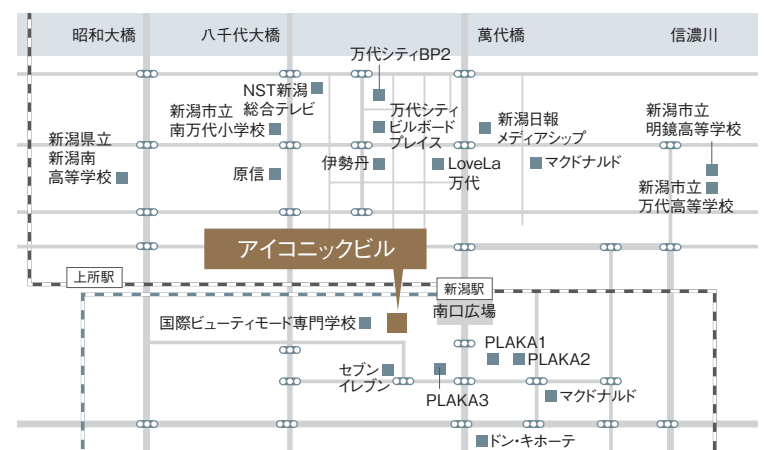 昭和大橋
八千代大橋
萬代橋
信濃川
万代シティBP2
NST新潟
総合テレビ
新潟市立
南万代小学校
万代シティ
ビルボード
プレイス
新潟日報
メディアシップ
新潟市立
明鏡高等学校
新潟県立
新潟南
高等学校
原信
伊勢丹
LoveLa
万代
マクドナルド
新潟市立
万代高等学校
アイコニックビル
上所駅
新潟駅
南口広場
国際ビューティモード専門学校
PLAKA1
PLAKA2
セブン
イレブン
PLAKA3
マクドナルド
ドン・キホーテ